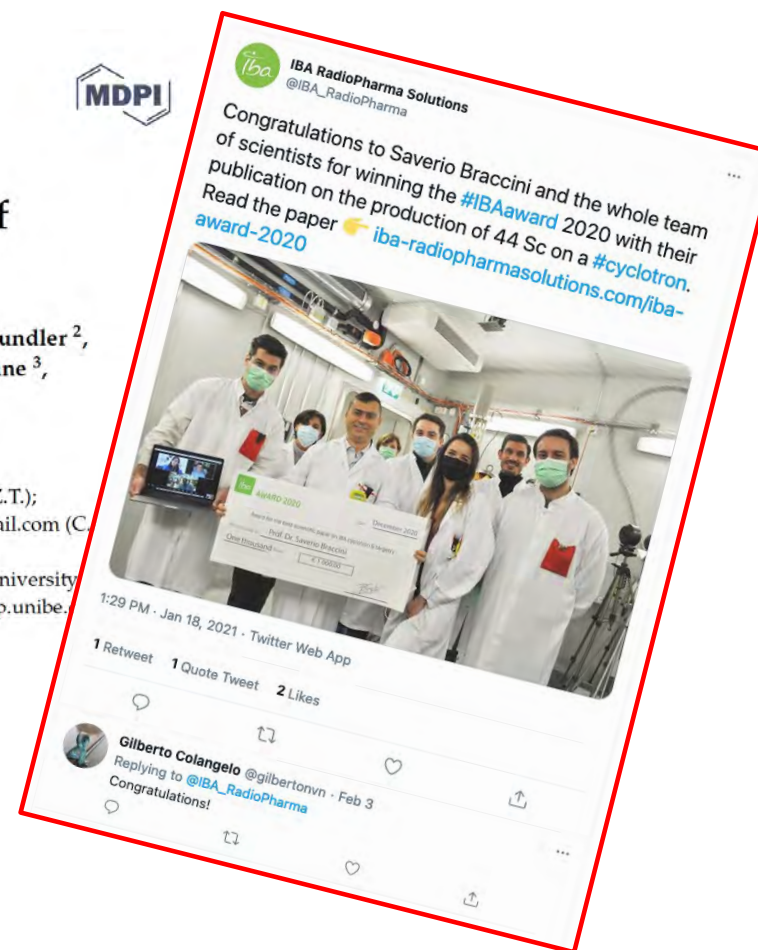 MDPI
f
undler 2,
ne 3,
Z.T.);
ail.com (C.
niversity
p.unibe.
iba
IBA RadioPharma Solutions
@IBA_RadioPharma
Congratulations to Saverio Braccini and the whole team
of scientists for winning the #IBAaward 2020 with their
publication on the production of 44 Sc on a #cyclotron.
Read the paper 👉 iba-radiopharmasolutions.com/iba-
award-2020
iba
AWARD 2020
December 2020
Prof. Dr. Saverio Braccini
One thousand
1:29 PM · Jan 18, 2021 · Twitter Web App
1 Retweet 1 Quote Tweet 2 Likes
Gilberto Colangelo @gilbertonvn · Feb 3
Replying to @IBA_RadioPharma
Congratulations!